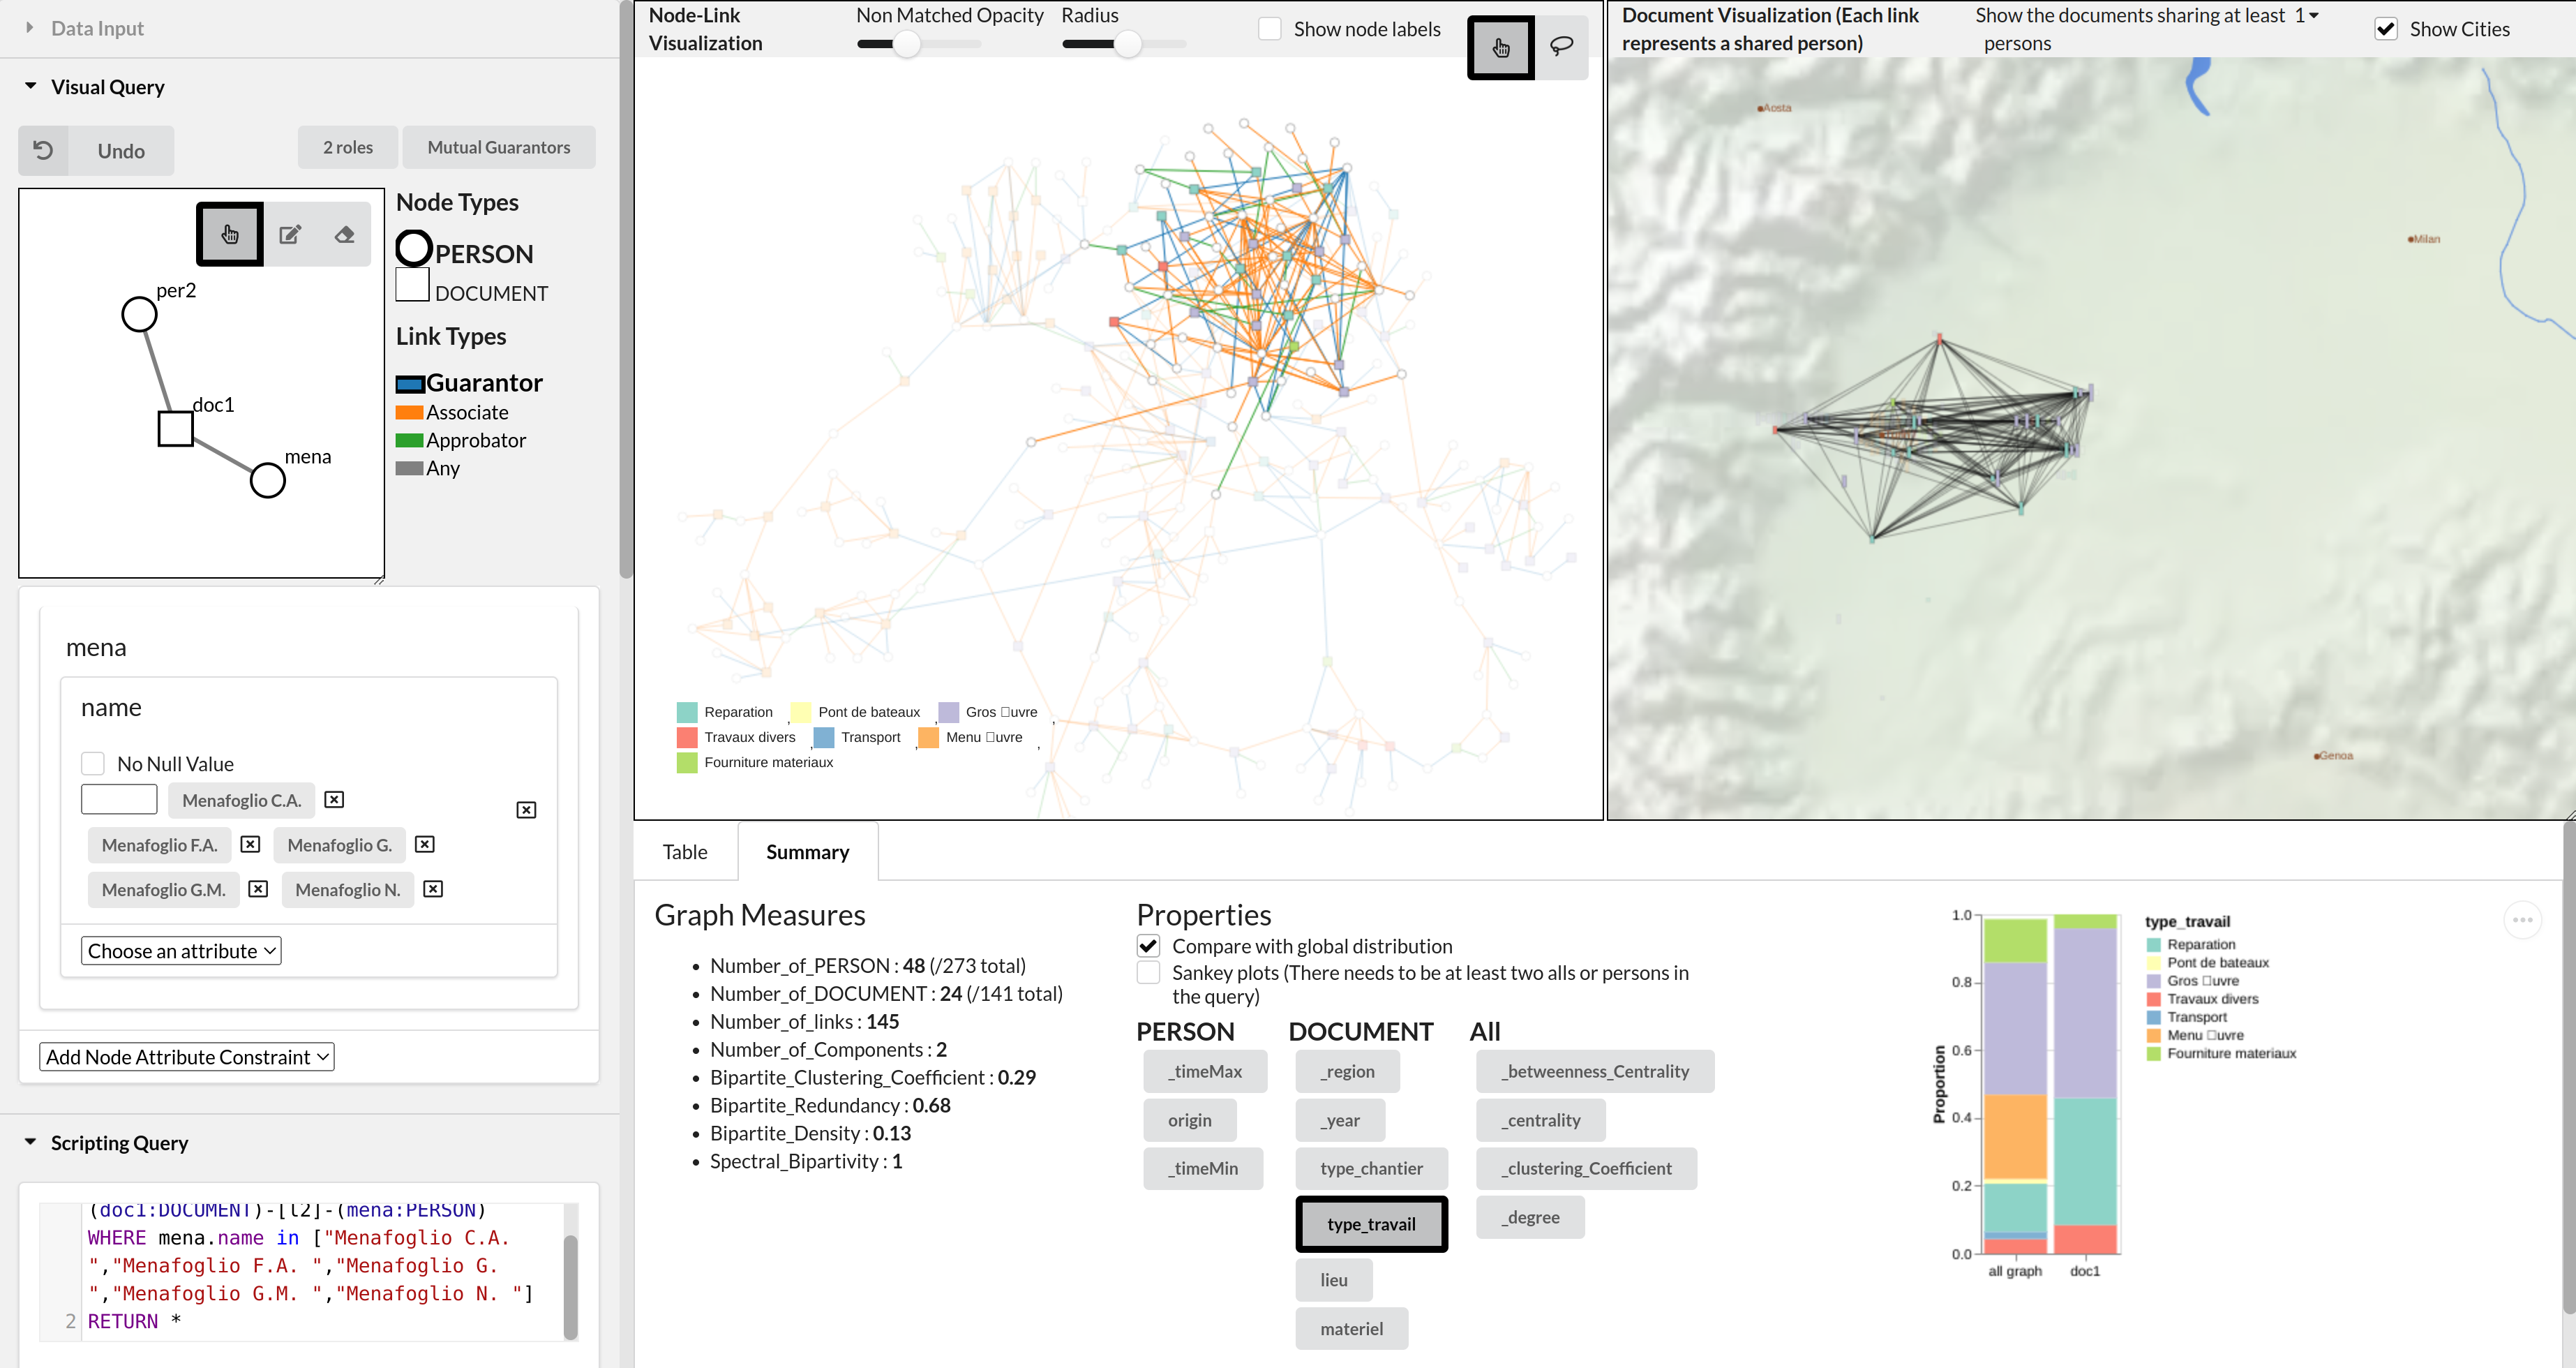 Data Input
Visual Query
Undo
2 roles
Mutual Guarantors
per2
doc1
mena
Node Types
PERSON
DOCUMENT
Link Types
Guarantor
Associate
Approbator
Any
mena
name
No Null Value
Menafoglio C.A.
Menafoglio F.A.
Menafoglio G.
Menafoglio G.M.
Menafoglio N.
Choose an attribute
Add Node Attribute Constraint
Scripting Query
(doc1:DOCUMENT)-[l2]-(mena:PERSON)
WHERE mena.name in ["Menafoglio C.A.
","Menafoglio F.A. ","Menafoglio G.
","Menafoglio G.M. ","Menafoglio N. "]
2 RETURN *
Node-Link
Visualization
Non Matched Opacity
Radius
Show node labels
Reparation , Pont de bateaux , Gros □uvre ,
Travaux divers , Transport , Menu □uvre ,
Fourniture materiaux
Document Visualization (Each link
represents a shared person)
Show the documents sharing at least 1
persons
Show Cities
Aosta
Milan
Genoa
Table
Summary
Graph Measures
• Number_of_PERSON : 48 (/273 total)
• Number_of_DOCUMENT : 24 (/141 total)
• Number_of_links : 145
• Number_of_Components : 2
• Bipartite_Clustering_Coefficient : 0.29
• Bipartite_Redundancy : 0.68
• Bipartite_Density : 0.13
• Spectral_Bipartivity : 1
Properties
Compare with global distribution
Sankey plots (There needs to be at least two alls or persons in
the query)
PERSON
_timeMax
origin
_timeMin
DOCUMENT
_region
_year
type_chantier
type_travail
lieu
materiel
All
_betweenness_Centrality
_centrality
_clustering_Coefficient
_degree
Proportion
1.0
0.8
0.6
0.4
0.2
0.0
all graph
doc1
type_travail
Reparation
Pont de bateaux
Gros □uvre
Travaux divers
Transport
Menu □uvre
Fourniture materiaux